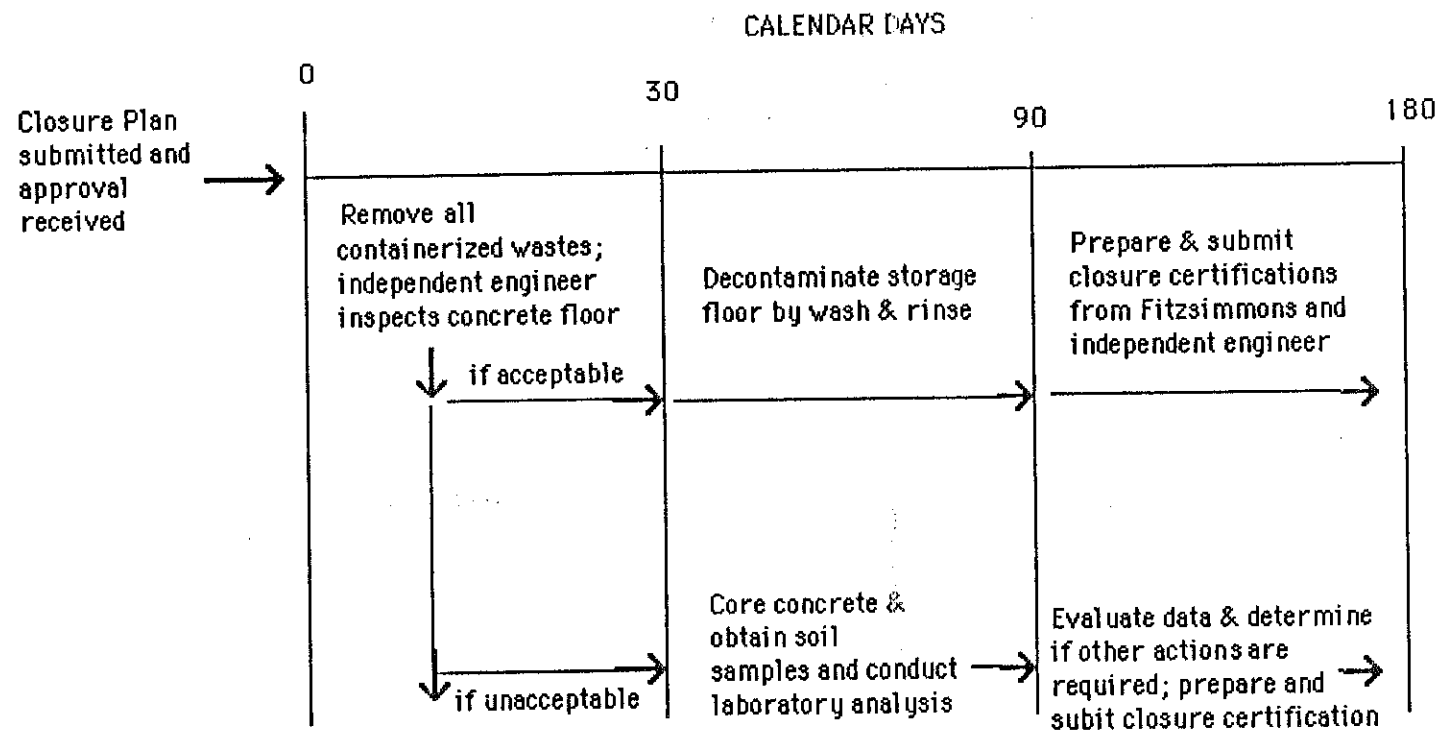 CALENDAR DAYS
0
30
90
180
Closure Plan
submitted and
approval
received
Remove all
containerized wastes;
independent engineer
inspects concrete floor
if acceptable
Decontaminate storage
floor by wash & rinse
Prepare & submit
closure certifications
from Fitzsimmons and
independent engineer
if unacceptable
Core concrete &
obtain soil
samples and conduct
laboratory analysis
Evaluate data & determine
if other actions are
required; prepare and
subit closure certification